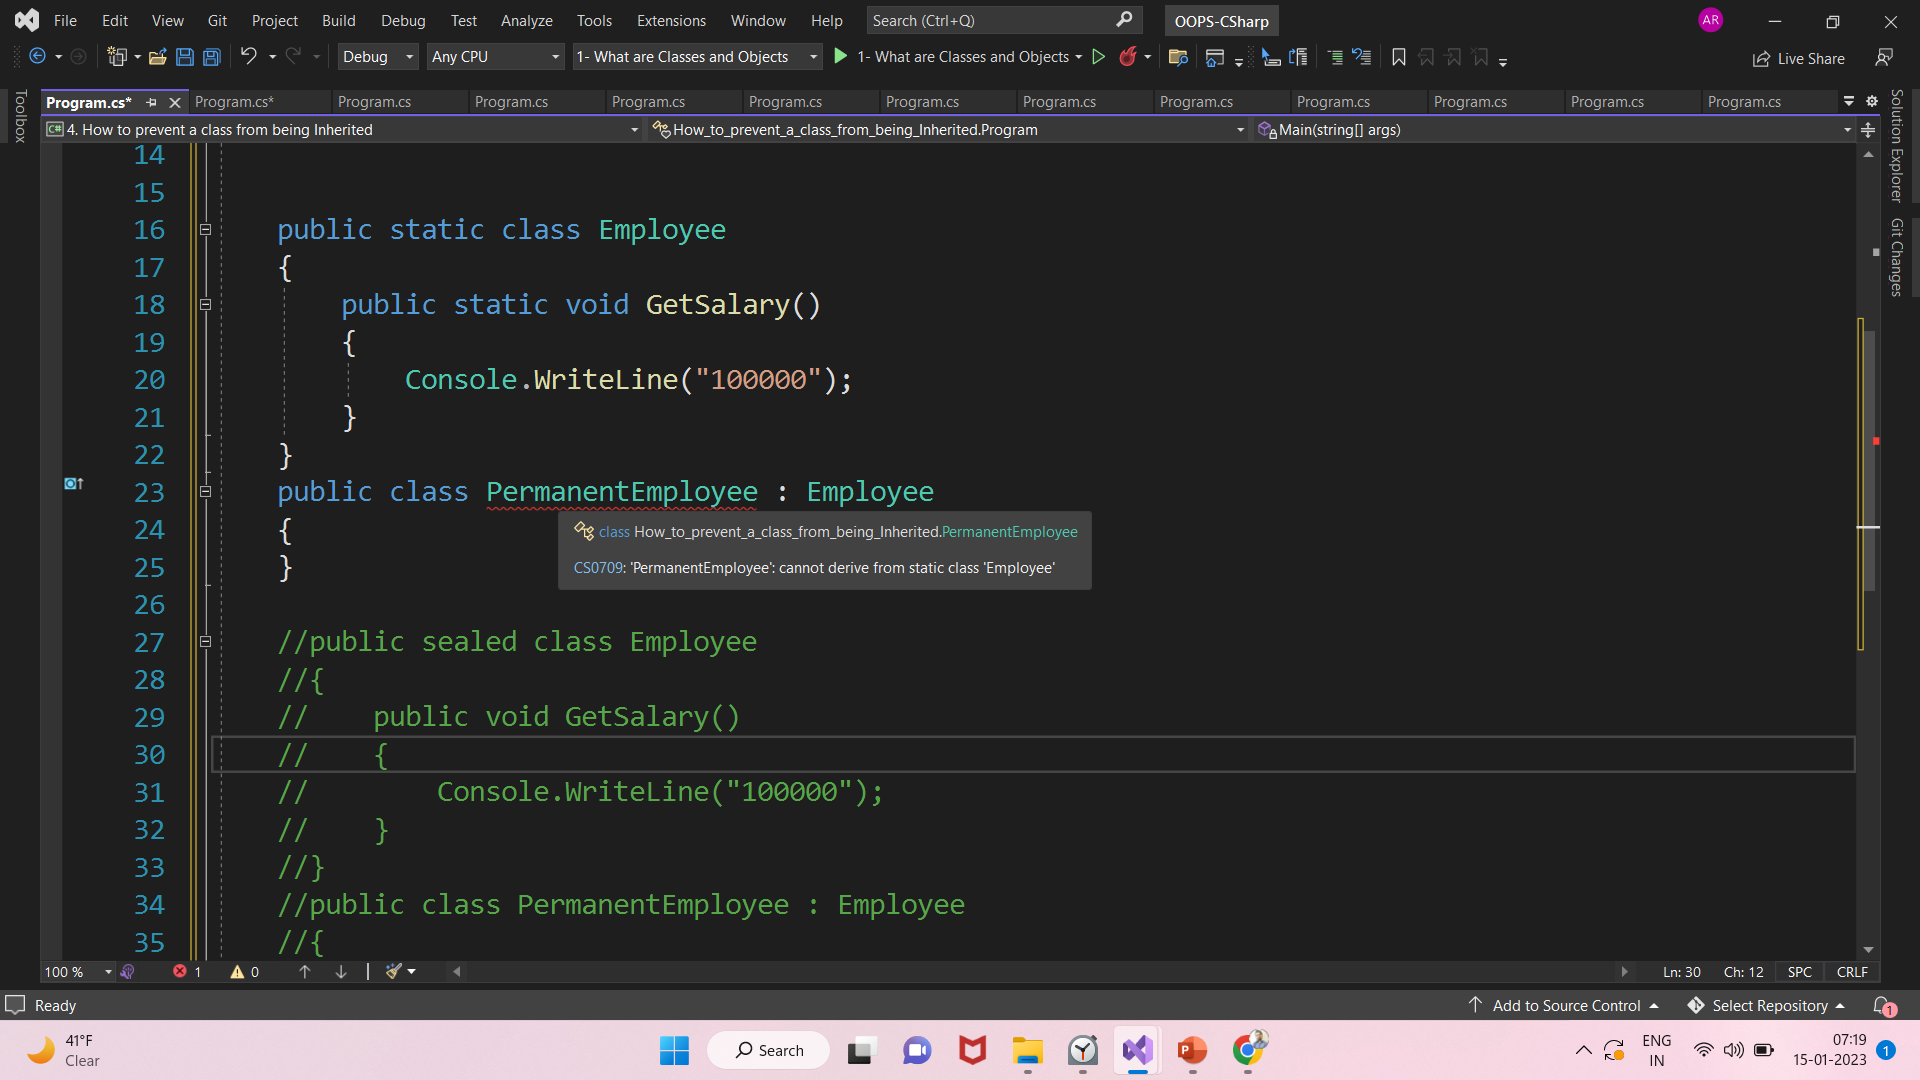 File Edit View Git Project Build Debug Test Analyze Tools Extensions Window Help Search (Ctrl+Q) OOPS-CSharp AR
Debug Any CPU 1- What are Classes and Objects 1- What are Classes and Objects Live Share
Toolbox
Program.cs* Program.cs* Program.cs Program.cs Program.cs Program.cs Program.cs Program.cs Program.cs Program.cs Program.cs Program.cs Program.cs
Solution Explorer
Git Changes
C# 4. How to prevent a class from being Inherited How_to_prevent_a_class_from_being_Inherited.Program Main(string[] args)
14
15
16 public static class Employee
17 {
18 public static void GetSalary()
19 {
20 Console.WriteLine("100000");
21 }
22 }
23 public class PermanentEmployee : Employee
24 {
class How_to_prevent_a_class_from_being_Inherited.PermanentEmployee
25 }
CS0709: 'PermanentEmployee': cannot derive from static class 'Employee'
26
27 //public sealed class Employee
28 //{
29 // public void GetSalary()
30 // {
31 // Console.WriteLine("100000");
32 // }
33 //}
34 //public class PermanentEmployee : Employee
35 //{
100 % 1 0 Ln: 30 Ch: 12 SPC CRLF
Ready Add to Source Control Select Repository 1
41°F
Clear
Search
ENG
IN
07:19
15-01-2023
1